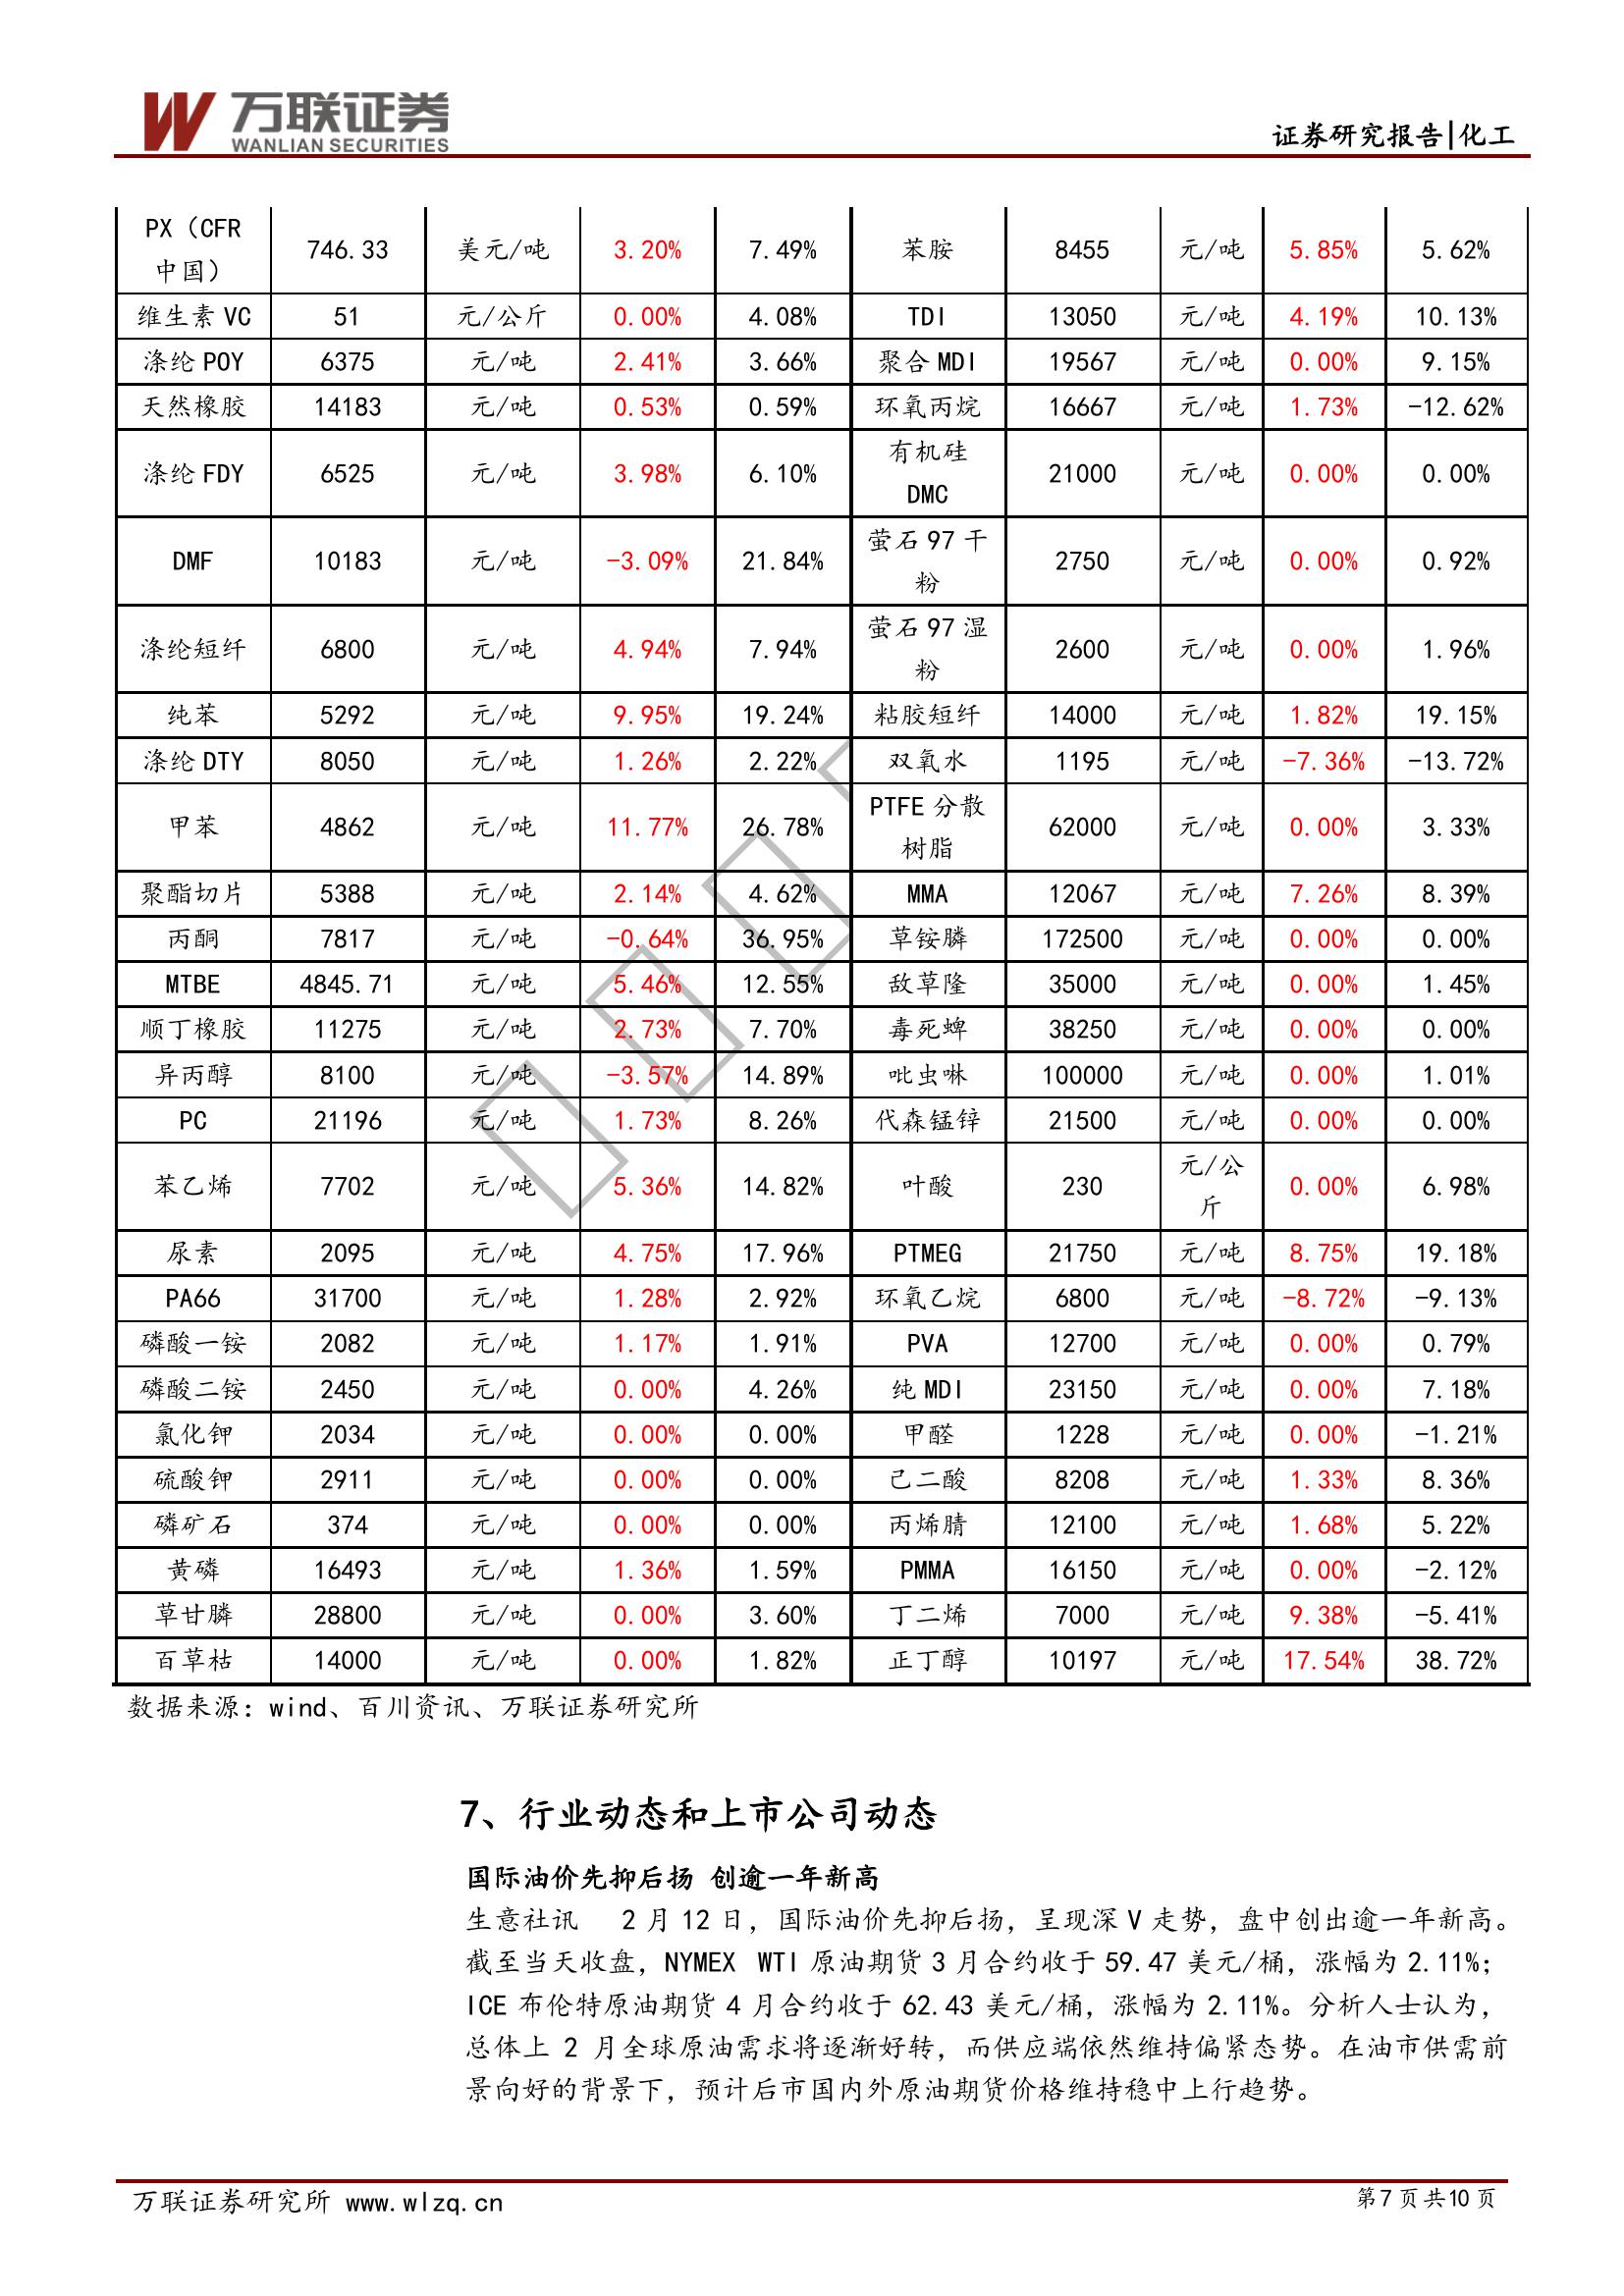 万联证券
WANLIAN SECURITIES
证券研究报告|化工
PX（CFR 中国） 746.33 美元/吨 3.20% 7.49% 苯胺 8455 元/吨 5.85% 5.62%
维生素 VC 51 元/公斤 0.00% 4.08% TDI 13050 元/吨 4.19% 10.13%
涤纶 POY 6375 元/吨 2.41% 3.66% 聚合 MDI 19567 元/吨 0.00% 9.15%
天然橡胶 14183 元/吨 0.53% 0.59% 环氧丙烷 16667 元/吨 1.73% -12.62%
涤纶 FDY 6525 元/吨 3.98% 6.10% 有机硅 DMC 21000 元/吨 0.00% 0.00%
DMF 10183 元/吨 -3.09% 21.84% 萤石 97 干粉 2750 元/吨 0.00% 0.92%
涤纶短纤 6800 元/吨 4.94% 7.94% 萤石 97 湿粉 2600 元/吨 0.00% 1.96%
纯苯 5292 元/吨 9.95% 19.24% 粘胶短纤 14000 元/吨 1.82% 19.15%
涤纶 DTY 8050 元/吨 1.26% 2.22% 双氧水 1195 元/吨 -7.36% -13.72%
甲苯 4862 元/吨 11.77% 26.78% PTFE 分散树脂 62000 元/吨 0.00% 3.33%
聚酯切片 5388 元/吨 2.14% 4.62% MMA 12067 元/吨 7.26% 8.39%
丙酮 7817 元/吨 -0.64% 36.95% 草铵膦 172500 元/吨 0.00% 0.00%
MTBE 4845.71 元/吨 5.46% 12.55% 敌草隆 35000 元/吨 0.00% 1.45%
顺丁橡胶 11275 元/吨 2.73% 7.70% 毒死蜱 38250 元/吨 0.00% 0.00%
异丙醇 8100 元/吨 -3.57% 14.89% 吡虫啉 100000 元/吨 0.00% 1.01%
PC 21196 元/吨 1.73% 8.26% 代森锰锌 21500 元/吨 0.00% 0.00%
苯乙烯 7702 元/吨 5.36% 14.82% 叶酸 230 元/公斤 0.00% 6.98%
尿素 2095 元/吨 4.75% 17.96% PTMEG 21750 元/吨 8.75% 19.18%
PA66 31700 元/吨 1.28% 2.92% 环氧乙烷 6800 元/吨 -8.72% -9.13%
磷酸一铵 2082 元/吨 1.17% 1.91% PVA 12700 元/吨 0.00% 0.79%
磷酸二铵 2450 元/吨 0.00% 4.26% 纯 MDI 23150 元/吨 0.00% 7.18%
氯化钾 2034 元/吨 0.00% 0.00% 甲醛 1228 元/吨 0.00% -1.21%
硫酸钾 2911 元/吨 0.00% 0.00% 己二酸 8208 元/吨 1.33% 8.36%
磷矿石 374 元/吨 0.00% 0.00% 丙烯腈 12100 元/吨 1.68% 5.22%
黄磷 16493 元/吨 1.36% 1.59% PMMA 16150 元/吨 0.00% -2.12%
草甘膦 28800 元/吨 0.00% 3.60% 丁二烯 7000 元/吨 9.38% -5.41%
百草枯 14000 元/吨 0.00% 1.82% 正丁醇 10197 元/吨 17.54% 38.72%
数据来源：wind、百川资讯、万联证券研究所
7、行业动态和上市公司动态
国际油价先抑后扬 创逾一年新高
生意社讯 2 月 12 日，国际油价先抑后扬，呈现深 V 走势，盘中创出逾一年新高。
截至当天收盘，NYMEX WTI 原油期货 3 月合约收于 59.47 美元/桶，涨幅为 2.11%；
ICE 布伦特原油期货 4 月合约收于 62.43 美元/桶，涨幅为 2.11%。分析人士认为，
总体上 2 月全球原油需求将逐渐好转，而供应端依然维持偏紧态势。在油市供需前
景向好的背景下，预计后市国内外原油期货价格维持稳中上行趋势。
万联证券研究所 www.wlzq.cn
第 7 页 共 10 页